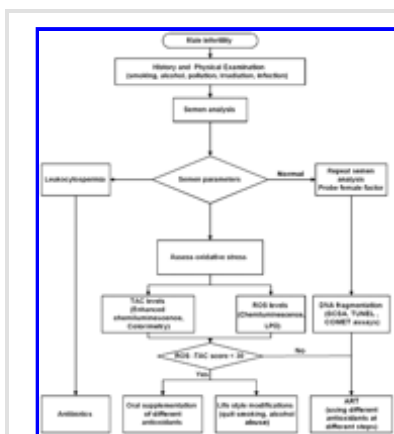 Male infertility
History and Physical Examination
(smoking, alcohol, pollution, irradiation, infection)
Semen analysis
Leukocytospermia
Semen parameters
Normal
Repeat semen
analysis
Probe female factor
Assess oxidative stress
TAC levels
(Enhanced
chemiluminescence,
Colorimetry)
ROS levels
(Chemiluminescence,
LPO)
DNA fragmentation
(SCSA, TUNEL ,
COMET assays)
ROS -TAC score < 30
No
Yes
Antibiotics
Oral supplementation
of different
antioxidants
Life style modifications
(quit smoking, alcohol
abuse)
ART
(using different
antioxidants at
different steps)